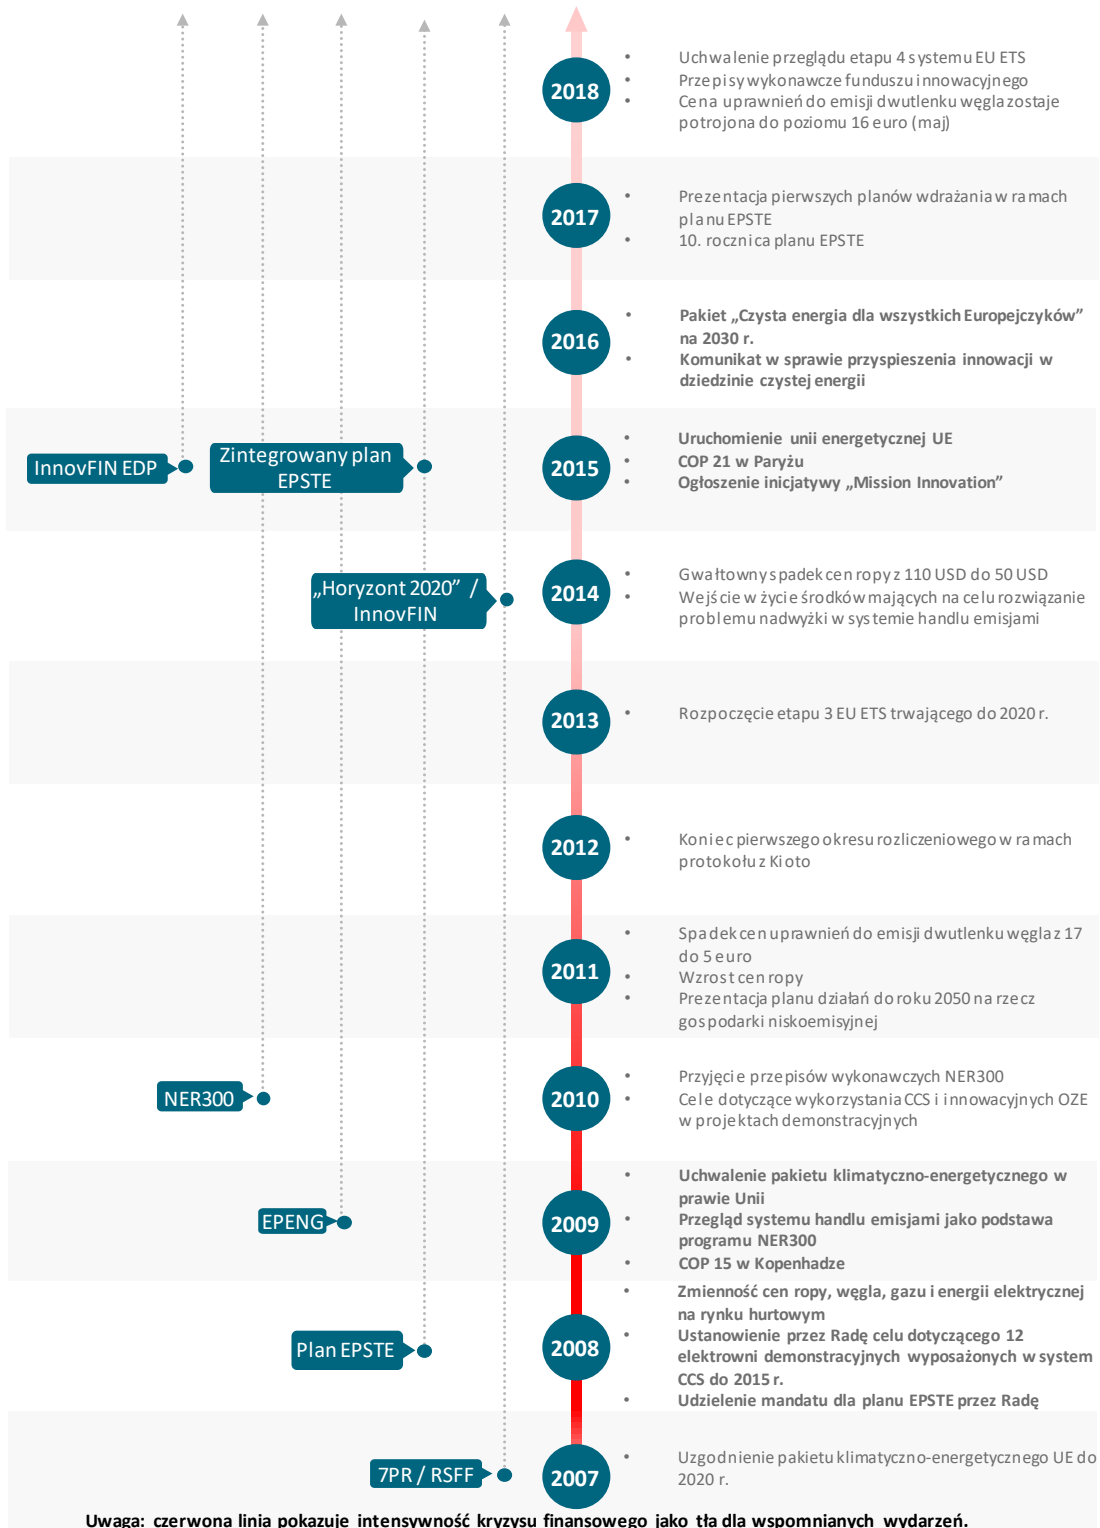 2018
• Uchwalenie przeglądu etapu 4 systemu EU ETS
• Przepisy wykonawcze funduszu innowacyjnego
• Cena uprawnień do emisji dwutlenku węgla zostaje
potrojona do poziomu 16 euro (maj)
2017
• Prezentacja pierwszych planów wdrażania w ramach
planu EPSTE
• 10. rocznica planu EPSTE
2016
• Pakiet „Czysta energia dla wszystkich Europejczyków”
na 2030 r.
• Komunikat w sprawie przyspieszenia innowacji w
dziedzinie czystej energii
InnovFIN EDP
Zintegrowany plan
EPSTE
2015
• Uruchomienie unii energetycznej UE
• COP 21 w Paryżu
• Ogłoszenie inicjatywy „Mission Innovation”
„Horyzont 2020” /
InnovFIN
2014
• Gwałtowny spadek cen ropy z 110 USD do 50 USD
• Wejście w życie środków mających na celu rozwiązanie
problemu nadwyżki w systemie handlu emisjami
2013
• Rozpoczęcie etapu 3 EU ETS trwającego do 2020 r.
2012
• Koniec pierwszego okresu rozliczeniowego w ramach
protokołu z Kioto
2011
• Spadek cen uprawnień do emisji dwutlenku węgla z 17
do 5 euro
• Wzrost cen ropy
• Prezentacja planu działań do roku 2050 na rzecz
gospodarki niskoemisyjnej
NER300
2010
• Przyjęcie przepisów wykonawczych NER300
• Cele dotyczące wykorzystania CCS i innowacyjnych OZE
w projektach demonstracyjnych
EPENG
2009
• Uchwalenie pakietu klimatyczno-energetycznego w
prawie Unii
• Przegląd systemu handlu emisjami jako podstawa
programu NER300
• COP 15 w Kopenhadze
Plan EPSTE
2008
• Zmienność cen ropy, węgla, gazu i energii elektrycznej
na rynku hurtowym
• Ustanowienie przez Radę celu dotyczącego 12
elektrowni demonstracyjnych wyposażonych w system
CCS do 2015 r.
• Udzielenie mandatu dla planu EPSTE przez Radę
7PR / RSFF
2007
• Uzgodnienie pakietu klimatyczno-energetycznego UE do
2020 r.
Uwaga: czerwona linia pokazuje intensywność kryzysu finansowego jako tła dla wspomnianych wydarzeń.